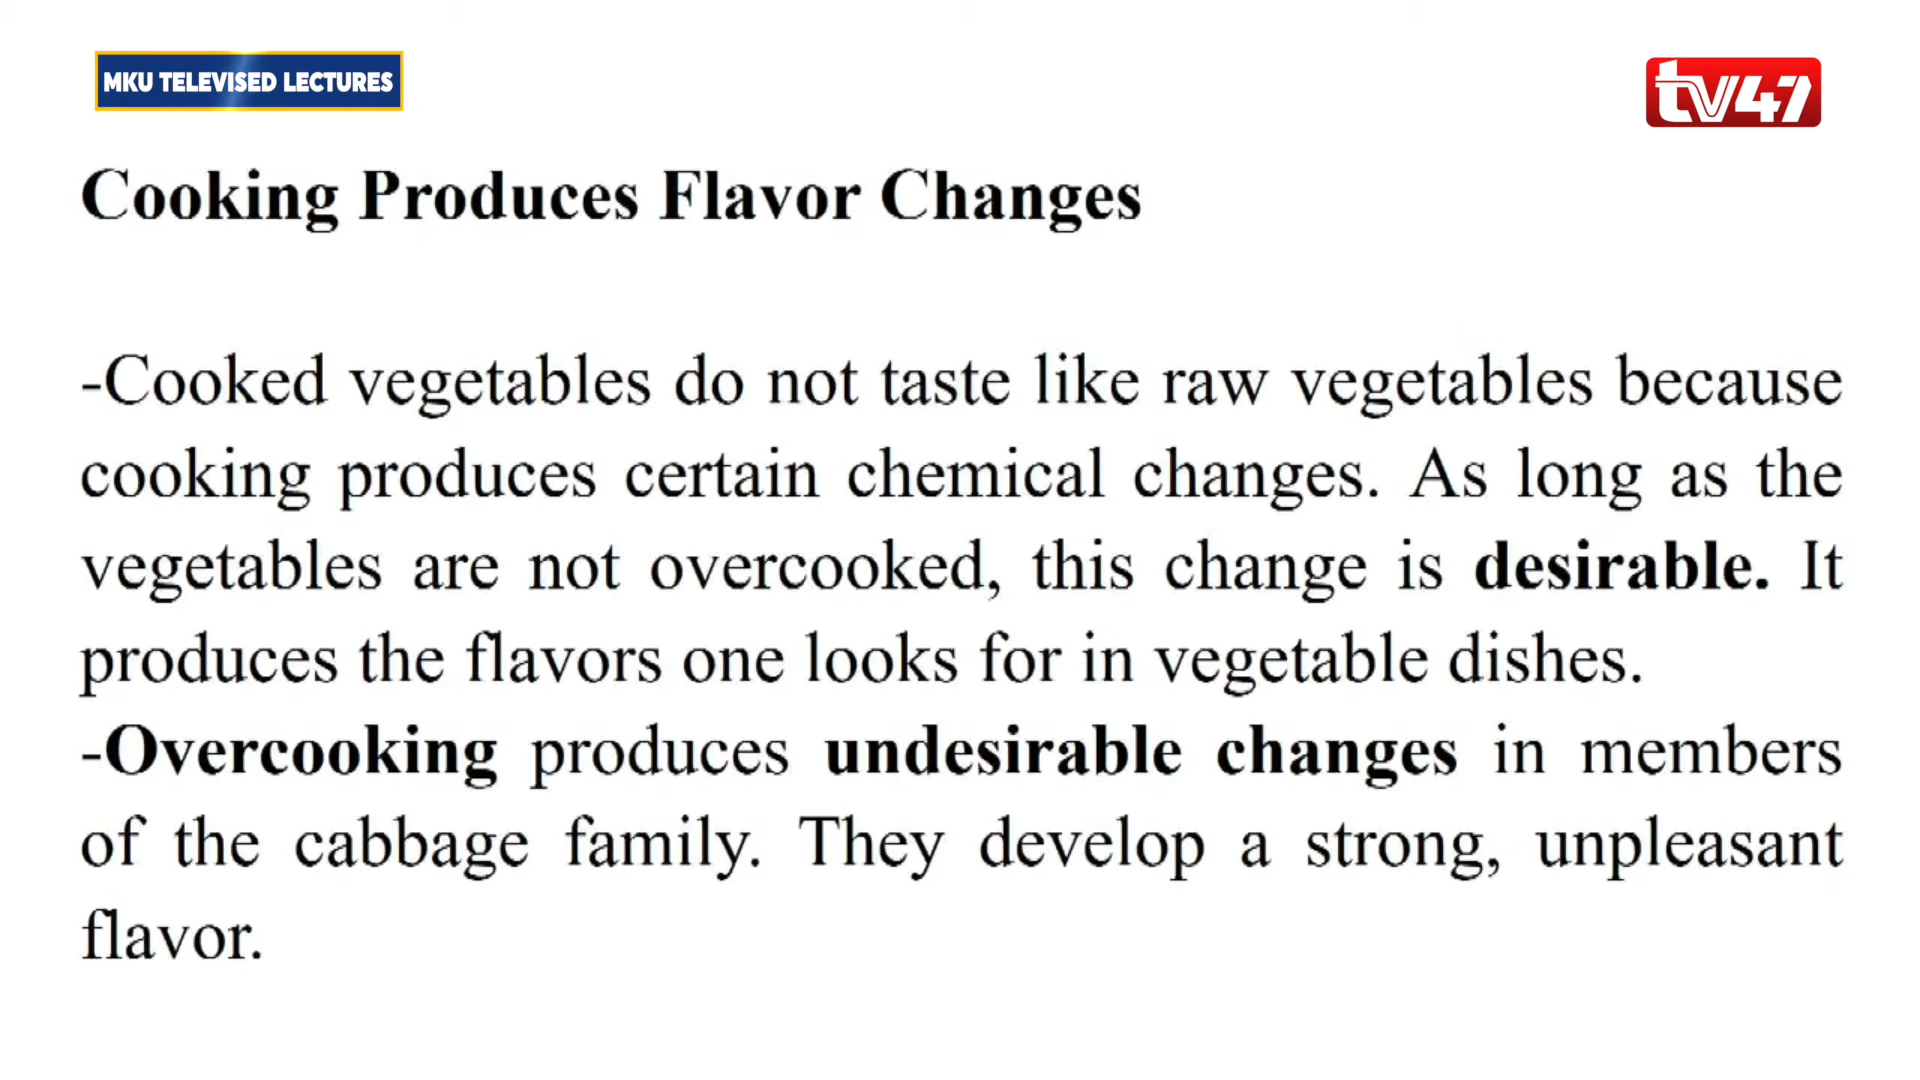 MKU TELEVISED LECTURES
tv47
Cooking Produces Flavor Changes
-Cooked vegetables do not taste like raw vegetables because
cooking produces certain chemical changes. As long as the
vegetables are not overcooked, this change is desirable. It
produces the flavors one looks for in vegetable dishes.
-Overcooking produces undesirable changes in members
of the cabbage family. They develop a strong, unpleasant
flavor.